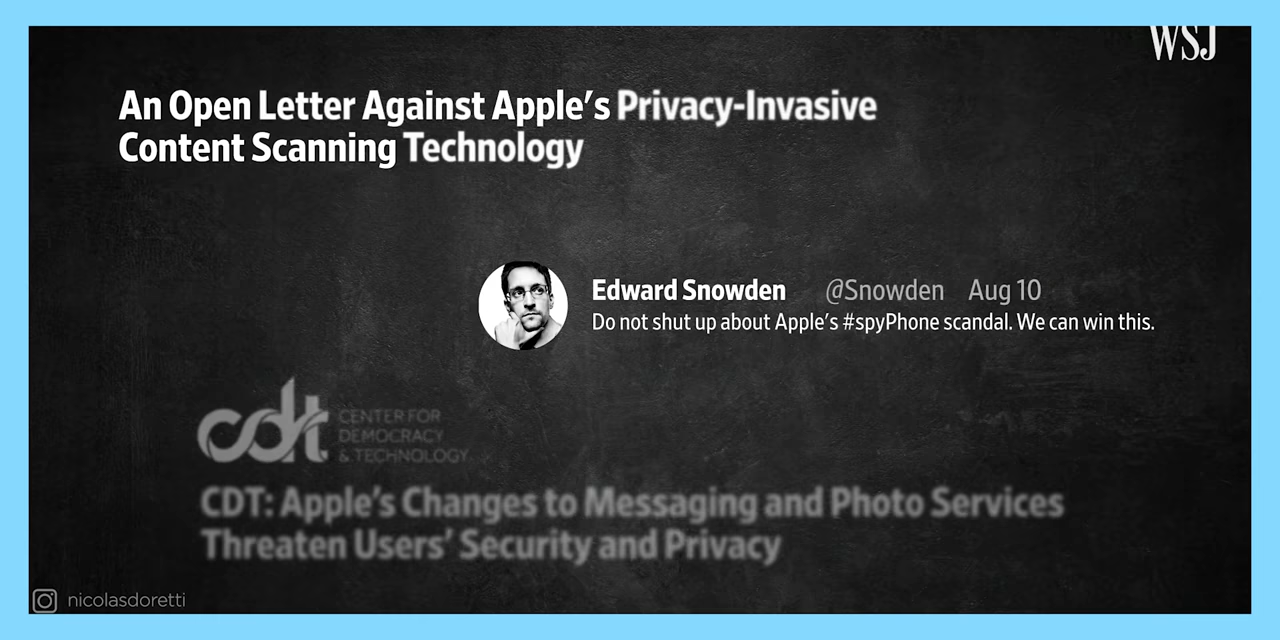 WSJ
An Open Letter Against Apple's Privacy-Invasive
Content Scanning Technology
Edward Snowden @Snowden Aug 10
Do not shut up about Apple's #spyPhone scandal. We can win this.
cdt CENTER FOR
DEMOCRACY
& TECHNOLOGY
CDT: Apple's Changes to Messaging and Photo Services
Threaten Users' Security and Privacy
nicolasdoretti